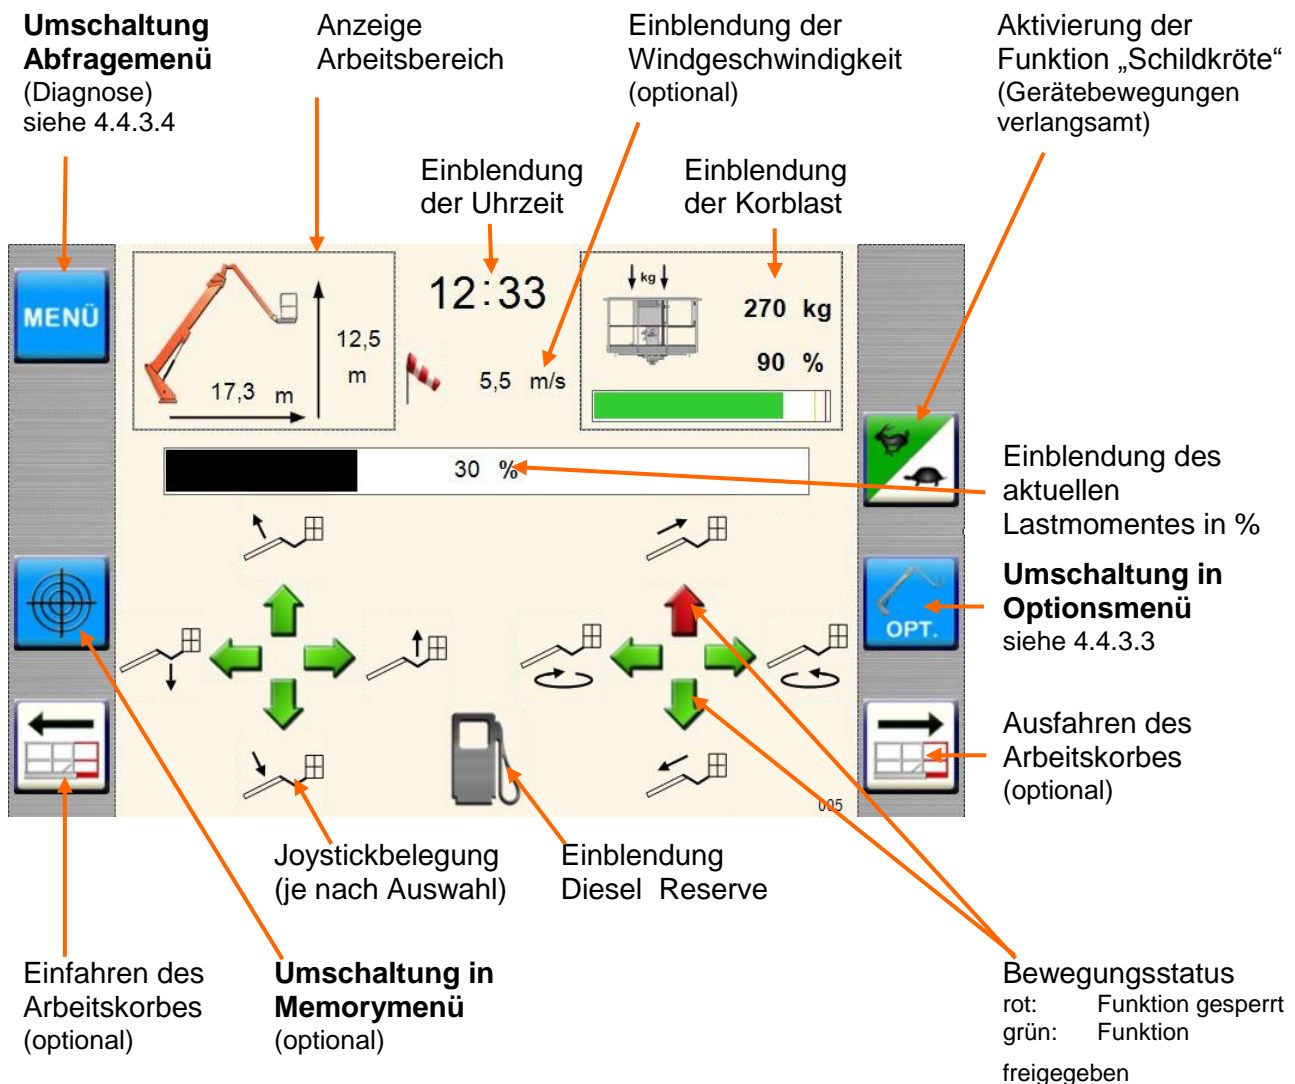 Umschaltung
Abfragemenü
(Diagnose)
siehe 4.4.3.4
Anzeige
Arbeitsbereich
Einblendung der
Windgeschwindigkeit
(optional)
Aktivierung der
Funktion „Schildkröte“
(Gerätebewegungen
verlangsamt)
Einblendung
der Uhrzeit
Einblendung
der Korblast
MENÜ
12,5
m
17,3 m
12:33
5,5 m/s
kg
270 kg
90 %
30 %
Einblendung des
aktuellen
Lastmomentes in %
OPT.
Umschaltung in
Optionsmenü
siehe 4.4.3.3
Ausfahren des
Arbeitskorbes
(optional)
005
Joystickbelegung
(je nach Auswahl)
Einblendung
Diesel Reserve
Einfahren des
Arbeitskorbes
(optional)
Umschaltung in
Memorymenü
(optional)
Bewegungsstatus
rot: Funktion gesperrt
grün: Funktion
freigegeben